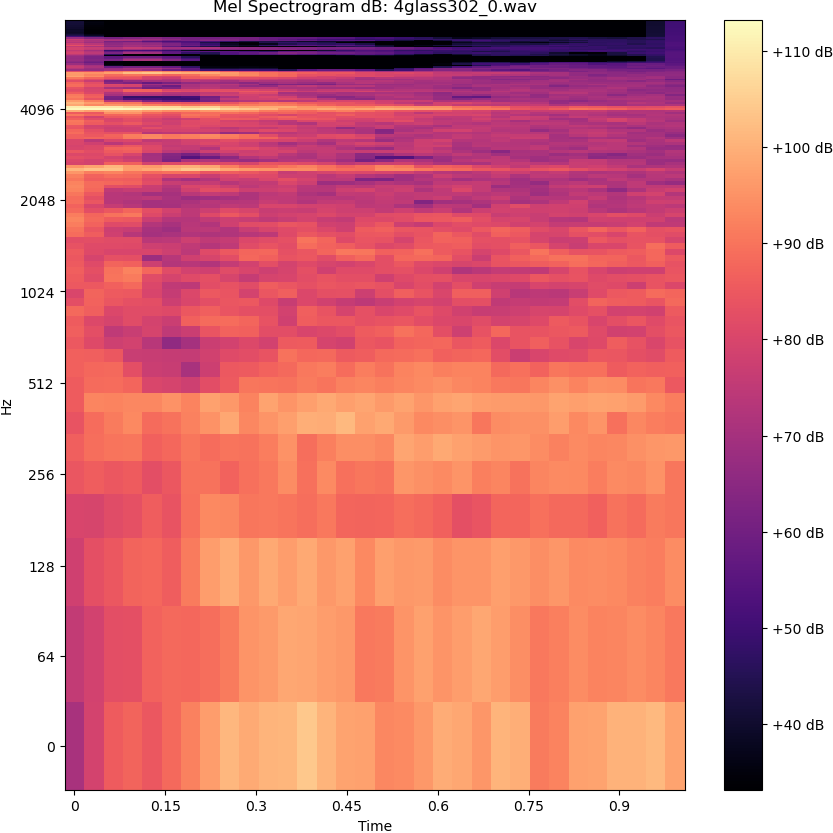 Mel Spectrogram dB: 4glass302_0.wav
+110 dB
4096
+100 dB
2048
+90 dB
1024
+80 dB
512
Hz
+70 dB
256
+60 dB
128
+50 dB
64
+40 dB
0
0 0.15 0.3 0.45 0.6 0.75 0.9
Time